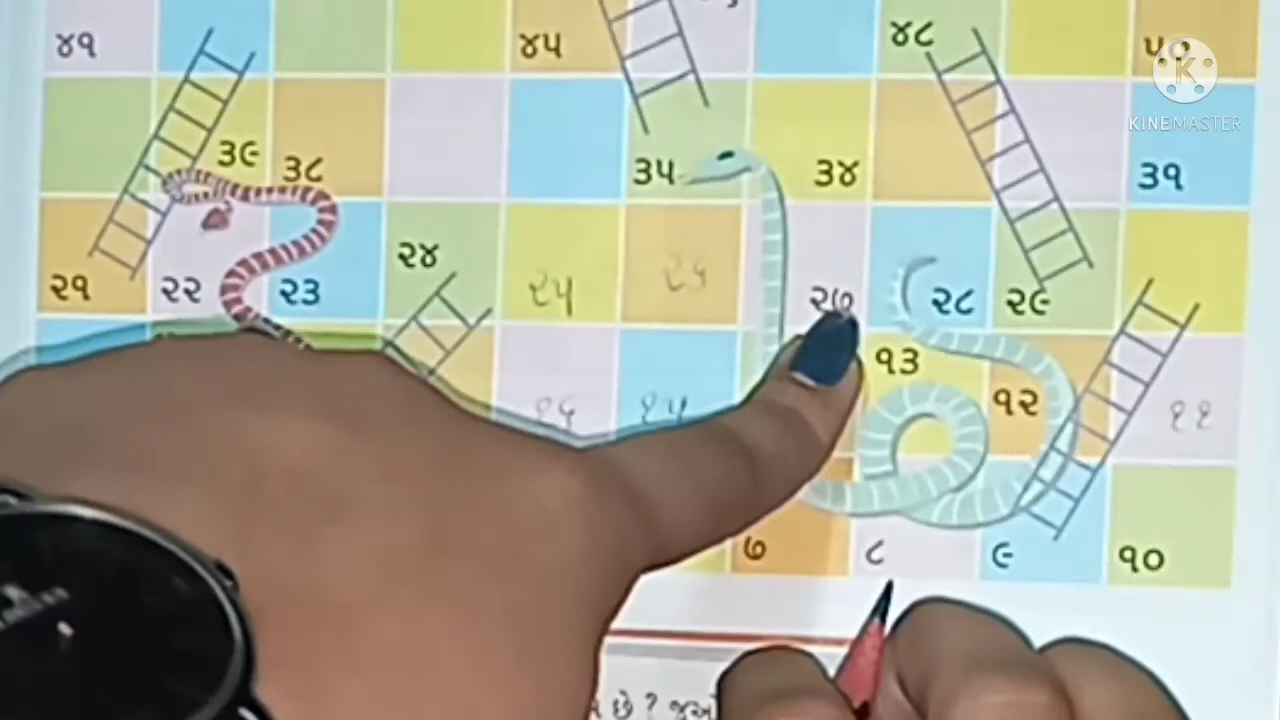 ૪૧ ૪૫ ૪૮ ૫૦
૩૯ ૩૮ ૩૫ ૩૪ ૩૧
૨૧ ૨૨ ૨૩ ૨૪ ૨૫ ૨૬ ૨૭ ૨૮ ૨૯
૧૬ ૧૫ ૧૩ ૧૨ ૧૧
૭ ૮ ૯ ૧૦
છે ? જુઓ
KINEMASTER